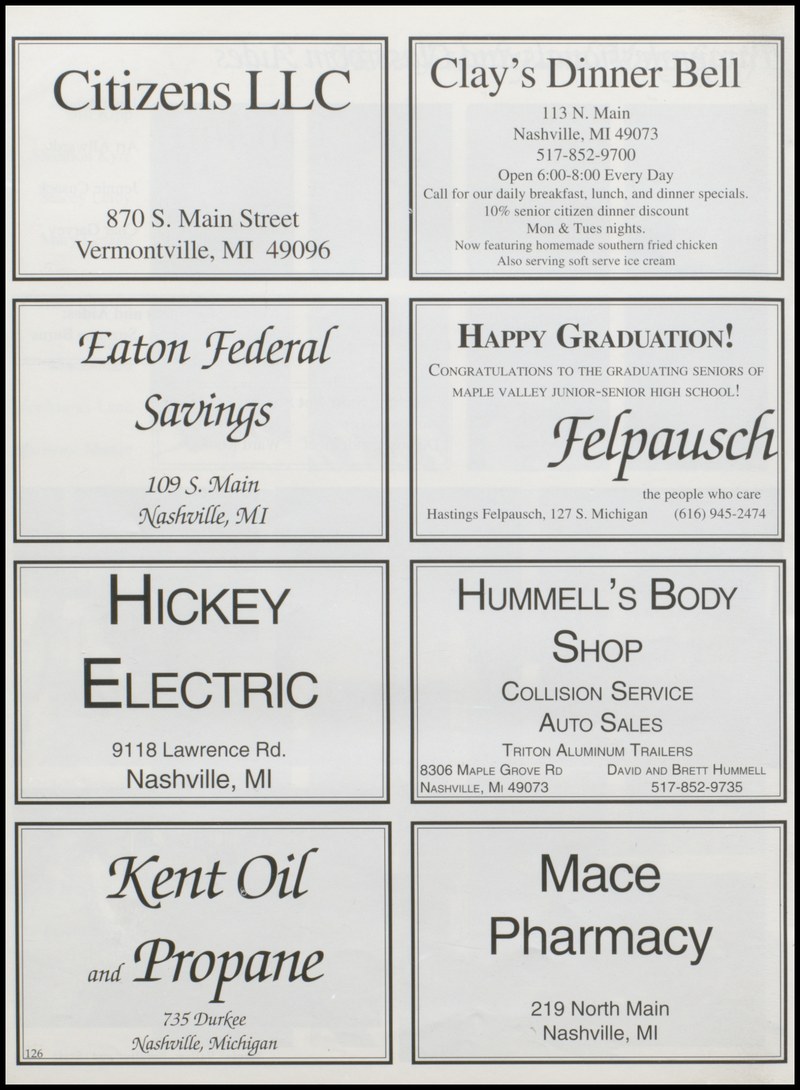 Citizens LLC
870 S. Main Street
Vermontville, MI 49096
Clay's Dinner Bell
113 N. Main
Nashville, MI 49073
517-852-9700
Open 6:00-8:00 Every Day
Call for our daily breakfast, lunch, and dinner specials.
10% senior citizen dinner discount
Mon & Tues nights.
Now featuring homemade southern fried chicken
Also serving soft serve ice cream
Eaton Federal
Savings
109 S. Main
Nashville, MI
HAPPY GRADUATION!
CONGRATULATIONS TO THE GRADUATING SENIORS OF
MAPLE VALLEY JUNIOR-SENIOR HIGH SCHOOL!
Felpausch
the people who care
Hastings Felpausch, 127 S. Michigan (616) 945-2474
HICKEY
ELECTRIC
9118 Lawrence Rd.
Nashville, MI
HUMMELL'S BODY
SHOP
COLLISION SERVICE
AUTO SALES
TRITON ALUMINUM TRAILERS
8306 MAPLE GROVE RD DAVID AND BRETT HUMMELL
NASHVILLE, MI 49073 517-852-9735
Kent Oil
and Propane
735 Durkee
Nashville, Michigan
126
Mace
Pharmacy
219 North Main
Nashville, MI